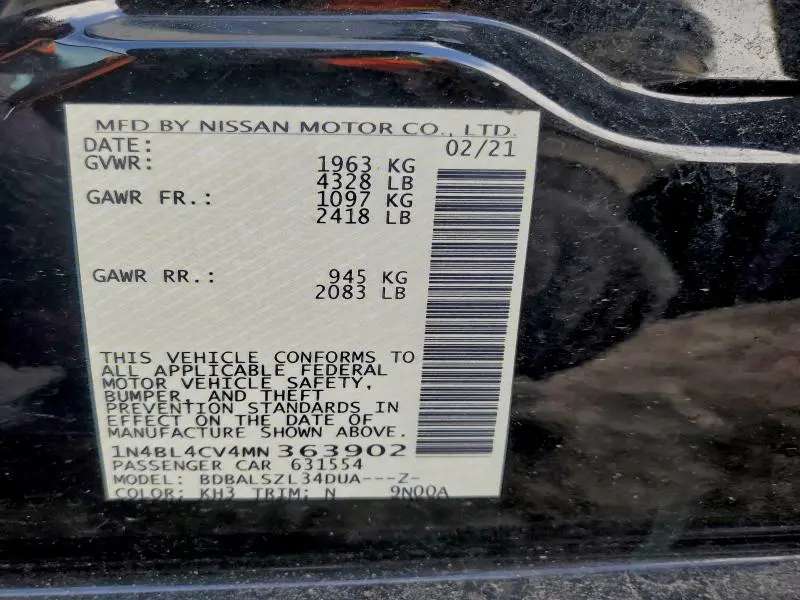 MFD BY NISSAN MOTOR CO., LTD.
DATE: 02/21
GVWR: 1963 KG
4328 LB
GAWR FR.: 1097 KG
2418 LB
GAWR RR.: 945 KG
2083 LB
THIS VEHICLE CONFORMS TO
ALL APPLICABLE FEDERAL
MOTOR VEHICLE SAFETY,
BUMPER, AND THEFT
PREVENTION STANDARDS IN
EFFECT ON THE DATE OF
MANUFACTURE SHOWN ABOVE.
1N4BL4CV4MN 363902
PASSENGER CAR 631554
MODEL: BDBALSZL34DUA---Z-
COLOR: KH3 TRIM: N 9N00A